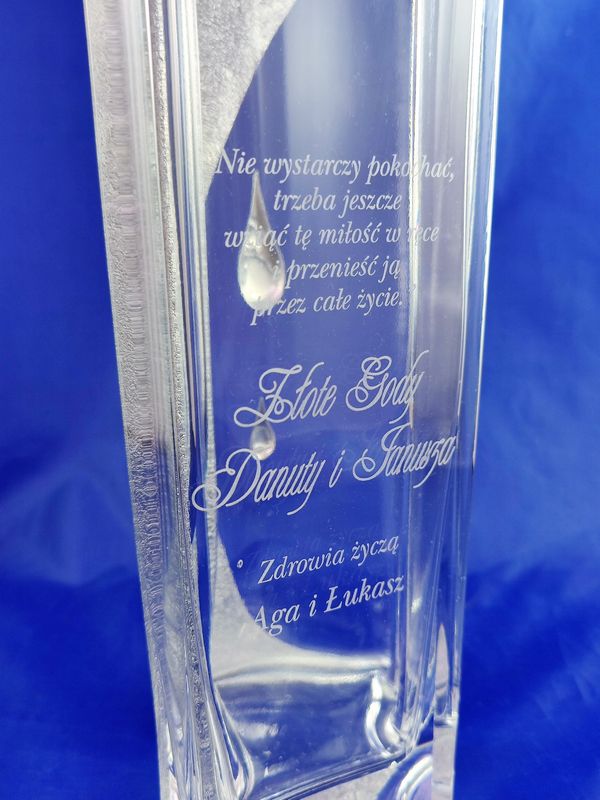 Nie wystarczy pokochać,
trzeba jeszcze
wziąć tę miłość w ręce
i przenieść ją
przez całe życie."
Złote Gody
Danuty i Janusza
Zdrowia życzą
Aga i Łukasz